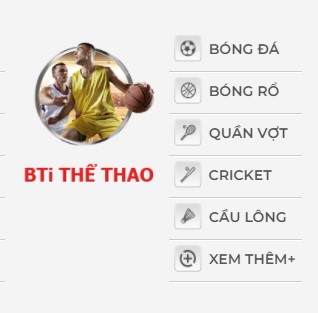 BÓNG ĐÁ
BÓNG RỔ
QUẦN VỢT
BTi THỂ THAO
CRICKET
CẦU LÔNG
XEM THÊM+